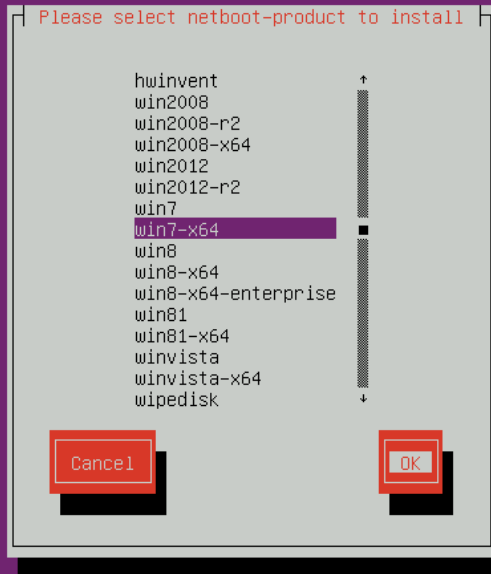 Please select netboot-product to install
hwinvent
win2008
win2008-r2
win2008-x64
win2012
win2012-r2
win7
win7-x64
win8
win8-x64
win8-x64-enterprise
win81
win81-x64
winvista
winvista-x64
wipedisk
Cancel
OK